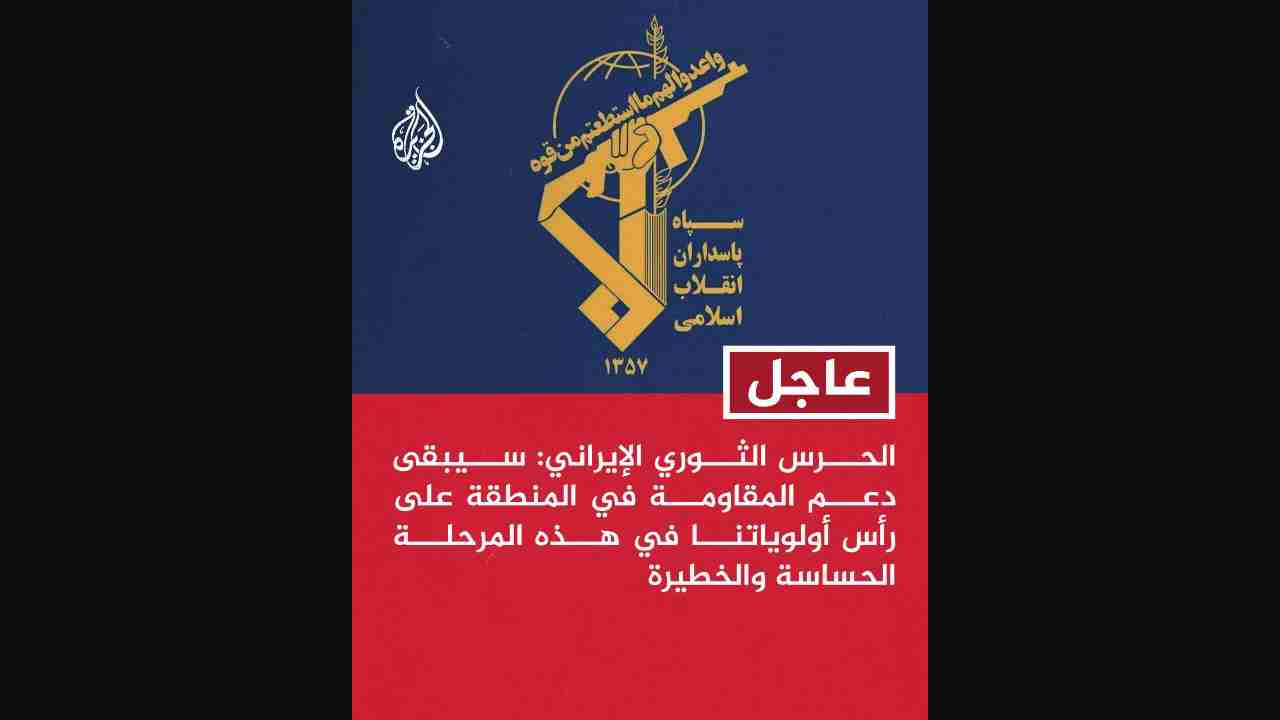 واعدوا لهم ما استطعتم من قوه
الجزيرة
سپاه
پاسداران
انقلاب
اسلامی
۱۳۵۷
عاجل
الحرس الثوري الإيراني: سيبقى
دعم المقاومة في المنطقة على
رأس أولوياتنا في هذه المرحلة
الحساسة والخطيرة